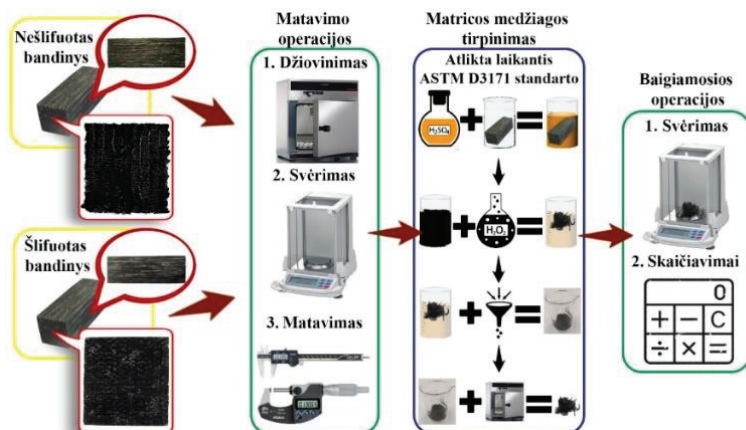 Nešlifuotas
bandinys
Šlifuotas
bandinys
Matavimo
operacijos
1. Džiovinimas
2. Svėrimas
3. Matavimas
Matricos medžiagos
tirpinimas
Atlikta laikantis
ASTM D3171 standarto
H₂SO₄
H₂O₂
Baigiamosios
operacijos
1. Svėrimas
2. Skaičiavimai
0
+ − C
÷ × =